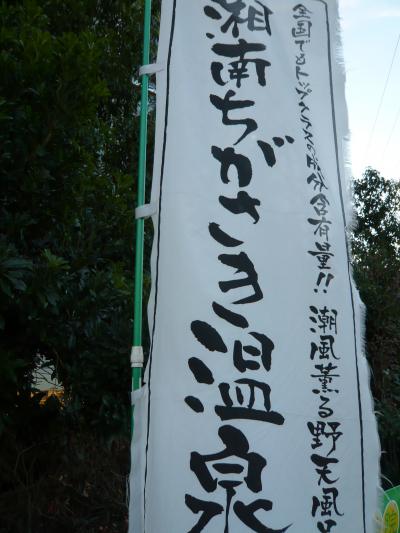 全国でもトップクラスの成分含有量!! 潮風薫る野天風呂
湘南ちがさき温泉